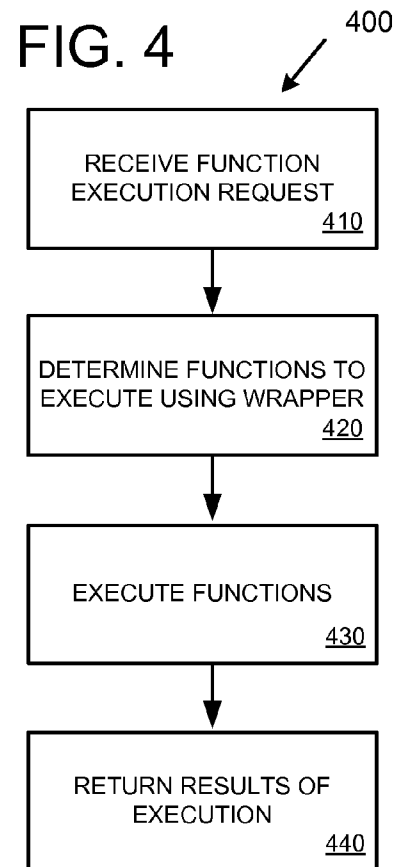 FIG. 4
400
RECEIVE FUNCTION
EXECUTION REQUEST
410
DETERMINE FUNCTIONS TO
EXECUTE USING WRAPPER
420
EXECUTE FUNCTIONS
430
RETURN RESULTS OF
EXECUTION
440